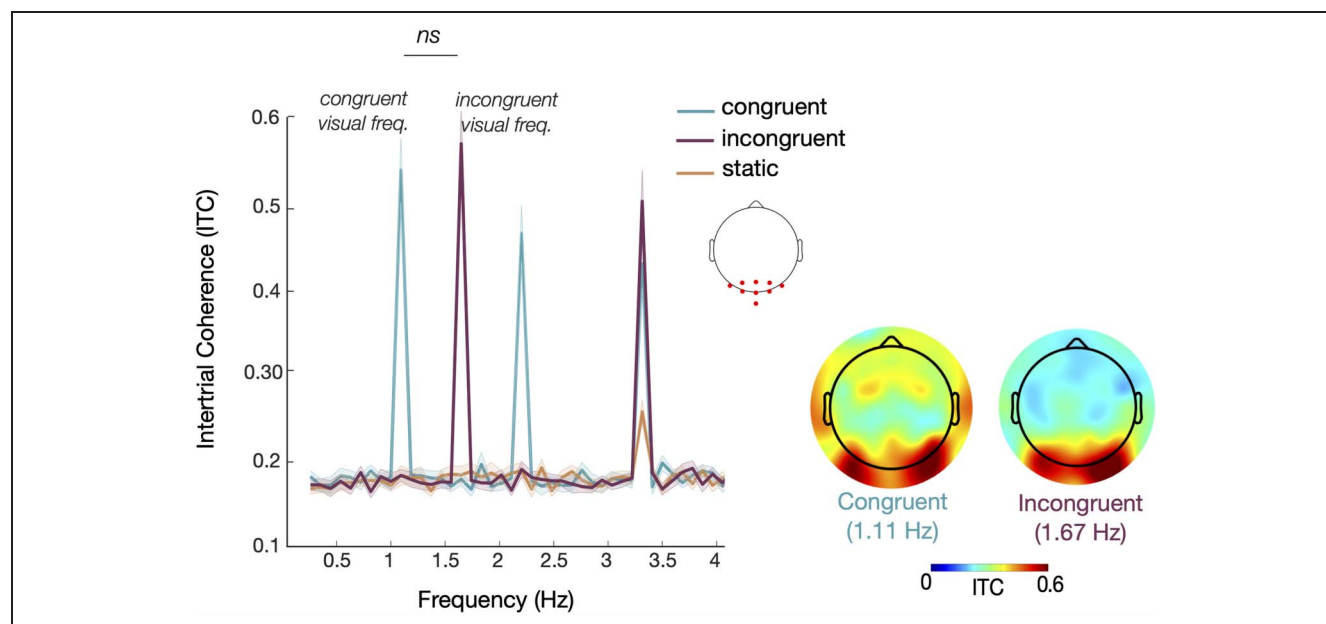 ns
congruent
visual freq.
incongruent
visual freq.
congruent
incongruent
static
Intertrial Coherence (ITC)
0.6
0.5
0.4
0.30
0.2
0.1
0.5
1
1.5
2
2.5
3
3.5
4
Frequency (Hz)
Congruent
(1.11 Hz)
Incongruent
(1.67 Hz)
0
ITC
0.6